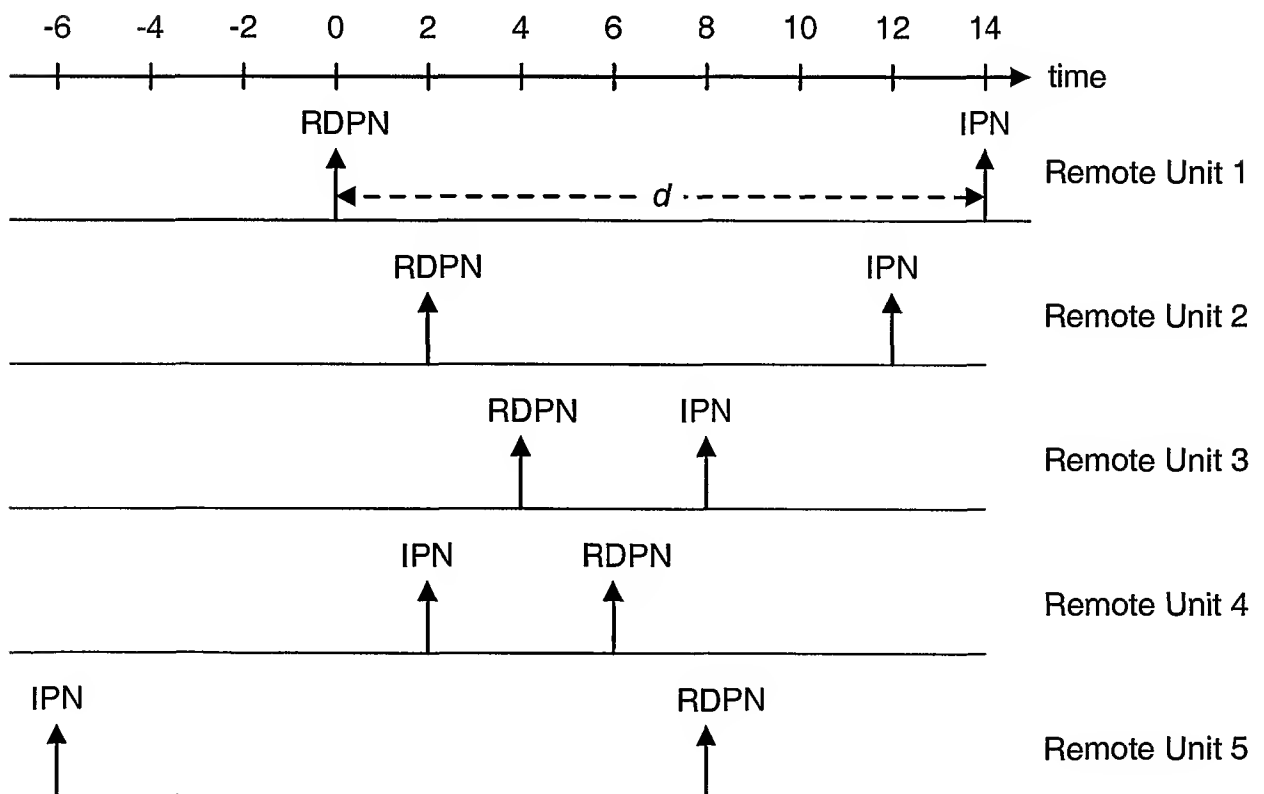 -6 -4 -2 0 2 4 6 8 10 12 14
time
RDPN IPN
Remote Unit 1
d
RDPN IPN
Remote Unit 2
RDPN IPN
Remote Unit 3
IPN RDPN
Remote Unit 4
IPN RDPN
Remote Unit 5